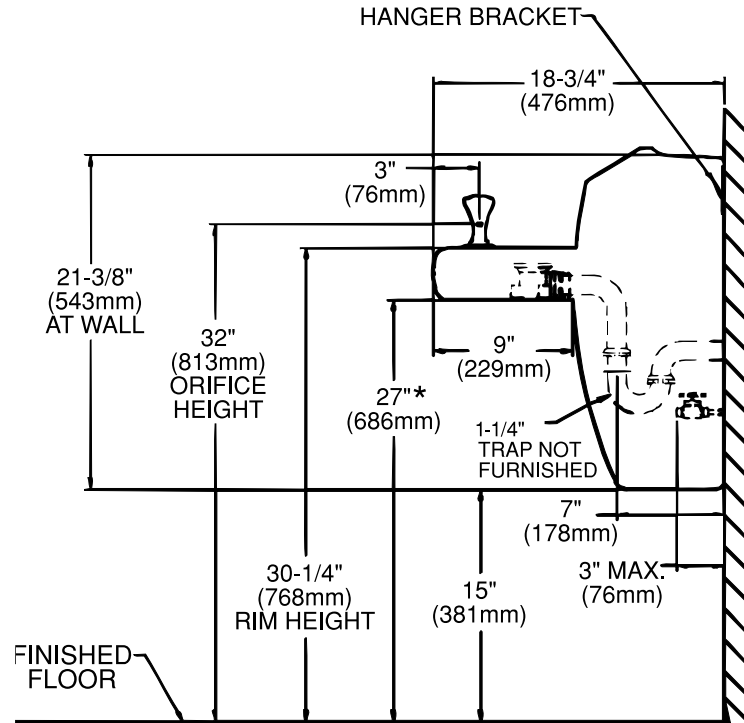 HANGER BRACKET
18-3/4"
(476mm)
3"
(76mm)
21-3/8"
(543mm)
AT WALL
32"
(813mm)
ORIFICE
HEIGHT
9"
(229mm)
27"*
(686mm)
1-1/4"
TRAP NOT
FURNISHED
7"
(178mm)
30-1/4"
(768mm)
RIM HEIGHT
15"
(381mm)
3" MAX.
(76mm)
FINISHED
FLOOR